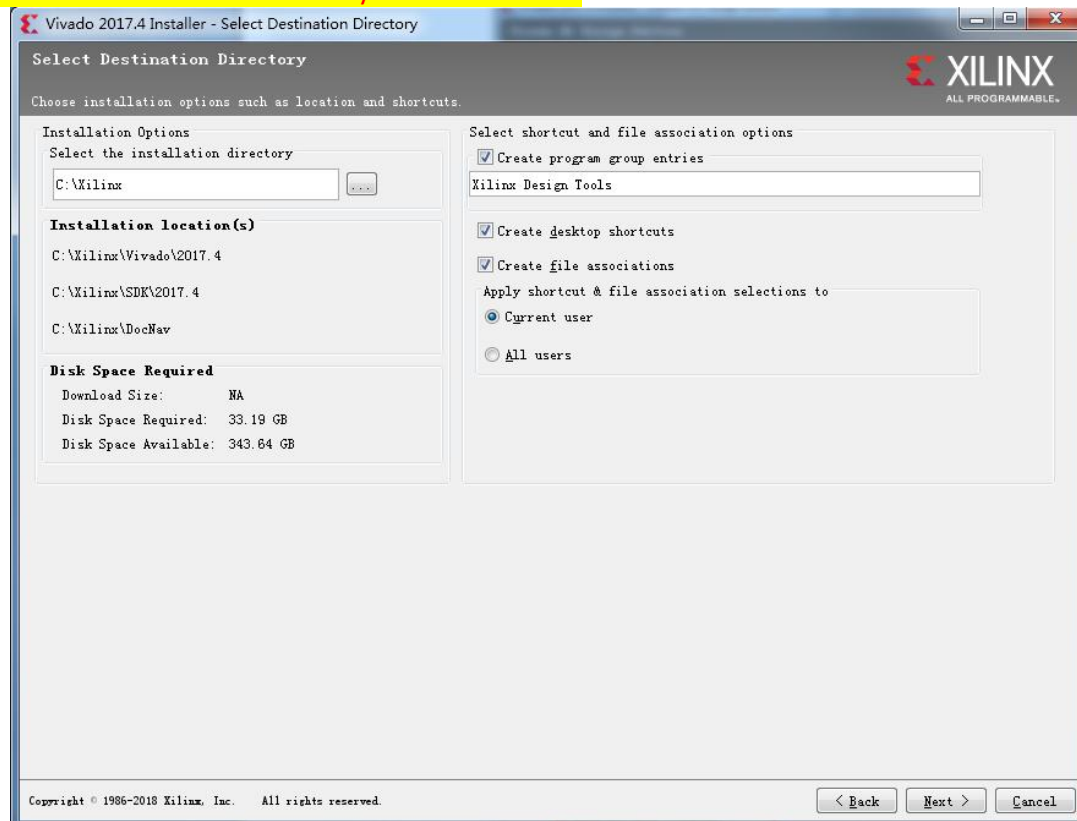 Vivado 2017.4 Installer - Select Destination Directory
Select Destination Directory
XILINX
ALL PROGRAMMABLE.
Choose installation options such as location and shortcuts.
Installation Options
Select the installation directory
C:\Xilinx
...
Installation location(s)
C:\Xilinx\Vivado\2017.4
C:\Xilinx\SDK\2017.4
C:\Xilinx\DocNav
Disk Space Required
Download Size: NA
Disk Space Required: 33.19 GB
Disk Space Available: 343.64 GB
Select shortcut and file association options
Create program group entries
Xilinx Design Tools
Create desktop shortcuts
Create file associations
Apply shortcut & file association selections to
Current user
All users
Copyright © 1986-2018 Xilinx, Inc. All rights reserved.
< Back
Next >
Cancel